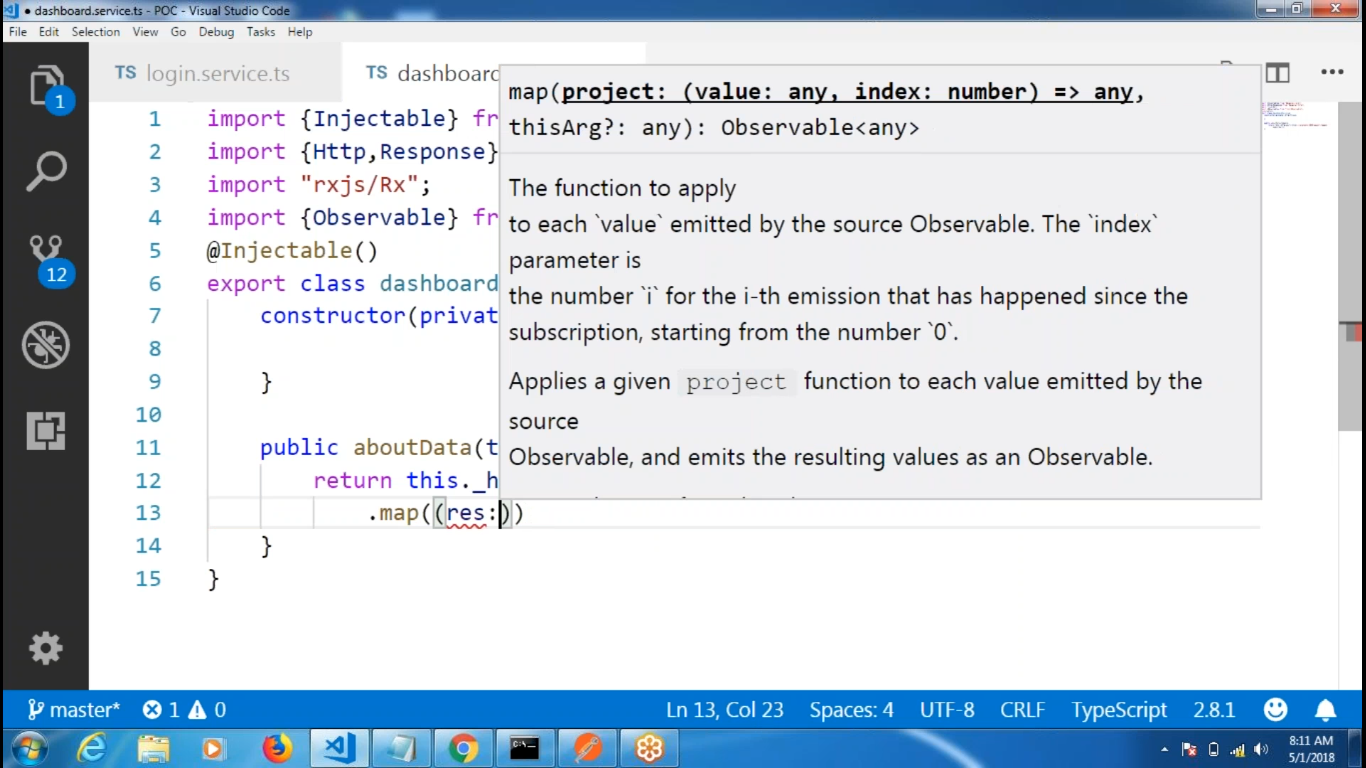 ● dashboard.service.ts - POC - Visual Studio Code
File Edit Selection View Go Debug Tasks Help
TS login.service.ts TS dashboard
1 import {Injectable} fr
2 import {Http,Response}
3 import "rxjs/Rx";
4 import {Observable} fr
5 @Injectable()
6 export class dashboard
7 constructor(privat
8
9 }
10
11 public aboutData(t
12 return this._h
13 .map((res:))
14 }
15 }
map(project: (value: any, index: number) => any,
thisArg?: any): Observable<any>
The function to apply
to each `value` emitted by the source Observable. The `index`
parameter is
the number `i` for the i-th emission that has happened since the
subscription, starting from the number `0`.
Applies a given project function to each value emitted by the
source
Observable, and emits the resulting values as an Observable.
1
12
master* 1 0 Ln 13, Col 23 Spaces: 4 UTF-8 CRLF TypeScript 2.8.1
8:11 AM
5/1/2018